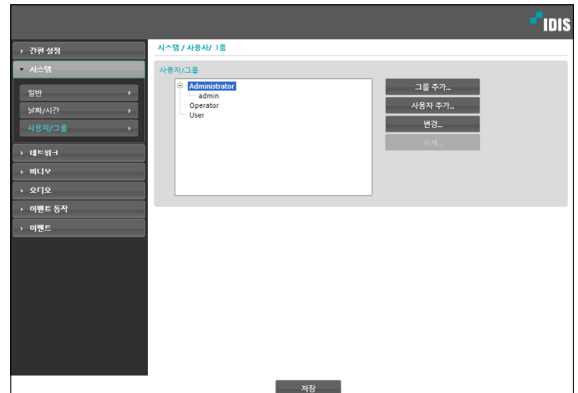 IDIS
간편 설정
시스템
일반
날짜/시간
사용자/그룹
네트워크
비디오
오디오
이벤트 동작
이벤트
시스템 / 사용자/그룹
사용자/그룹
Administrator
admin
Operator
User
그룹 추가...
사용자 추가...
변경...
삭제...
저장